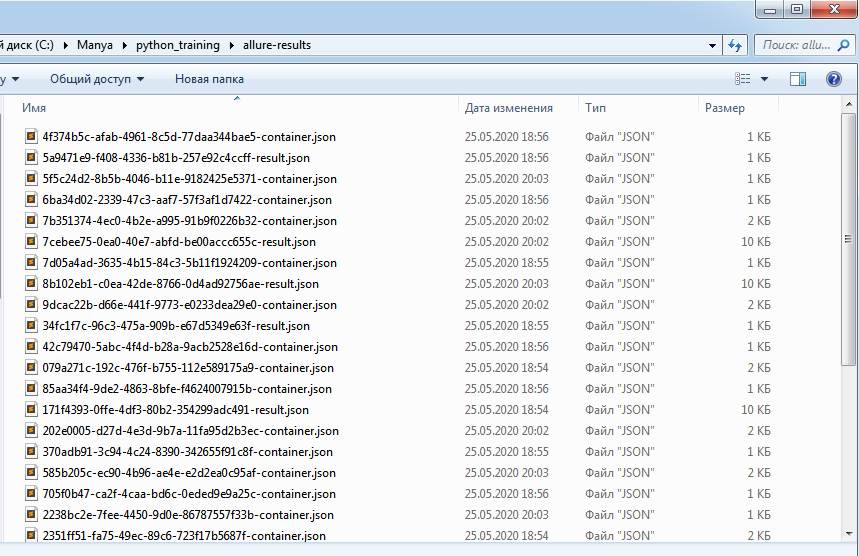 й диск (C:) Manya python_training allure-results Поиск: allu...
у Общий доступ Новая папка
Имя Дата изменения Тип Размер
4f374b5c-afab-4961-8c5d-77daa344bae5-container.json 25.05.2020 18:56 Файл "JSON" 1 КБ
5a9471e9-f408-4336-b81b-257e92c4ccff-result.json 25.05.2020 18:56 Файл "JSON" 1 КБ
5f5c24d2-8b5b-4046-b11e-9182425e5371-container.json 25.05.2020 20:03 Файл "JSON" 1 КБ
6ba34d02-2339-47c3-aaf7-57f3af1d7422-container.json 25.05.2020 18:56 Файл "JSON" 1 КБ
7b351374-4ec0-4b2e-a995-91b9f0226b32-container.json 25.05.2020 20:02 Файл "JSON" 2 КБ
7cebee75-0ea0-40e7-abfd-be00accc655c-result.json 25.05.2020 20:02 Файл "JSON" 10 КБ
7d05a4ad-3635-4b15-84c3-5b11f1924209-container.json 25.05.2020 18:55 Файл "JSON" 1 КБ
8b102eb1-c0ea-42de-8766-0d4ad92756ae-result.json 25.05.2020 20:03 Файл "JSON" 10 КБ
9dcac22b-d66e-441f-9773-e0233dea29e0-container.json 25.05.2020 20:02 Файл "JSON" 2 КБ
34fc1f7c-96c3-475a-909b-e67d5349e63f-result.json 25.05.2020 18:55 Файл "JSON" 1 КБ
42c79470-5abc-4f4d-b28a-9acb2528e16d-container.json 25.05.2020 18:56 Файл "JSON" 1 КБ
079a271c-192c-476f-b755-112e589175a9-container.json 25.05.2020 18:54 Файл "JSON" 2 КБ
85aa34f4-9de2-4863-8bfe-f4624007915b-container.json 25.05.2020 18:56 Файл "JSON" 1 КБ
171f4393-0ffe-4df3-80b2-354299adc491-result.json 25.05.2020 18:54 Файл "JSON" 10 КБ
202e0005-d27d-4e3d-9b7a-11fa95d2b3ec-container.json 25.05.2020 20:02 Файл "JSON" 2 КБ
370adb91-3c94-4c24-8390-342655f91c8f-container.json 25.05.2020 18:55 Файл "JSON" 1 КБ
585b205c-ec90-4b96-ae4e-e2d2ea0c95af-container.json 25.05.2020 20:03 Файл "JSON" 2 КБ
705f0b47-ca2f-4caa-bd6c-0eded9e9a25c-container.json 25.05.2020 18:56 Файл "JSON" 1 КБ
2238bc2e-7fee-4450-9d0e-86787557f33b-container.json 25.05.2020 20:03 Файл "JSON" 1 КБ
2351ff51-fa75-49ec-89c6-723f17b5687f-container.json 25.05.2020 18:54 Файл "JSON" 2 КБ